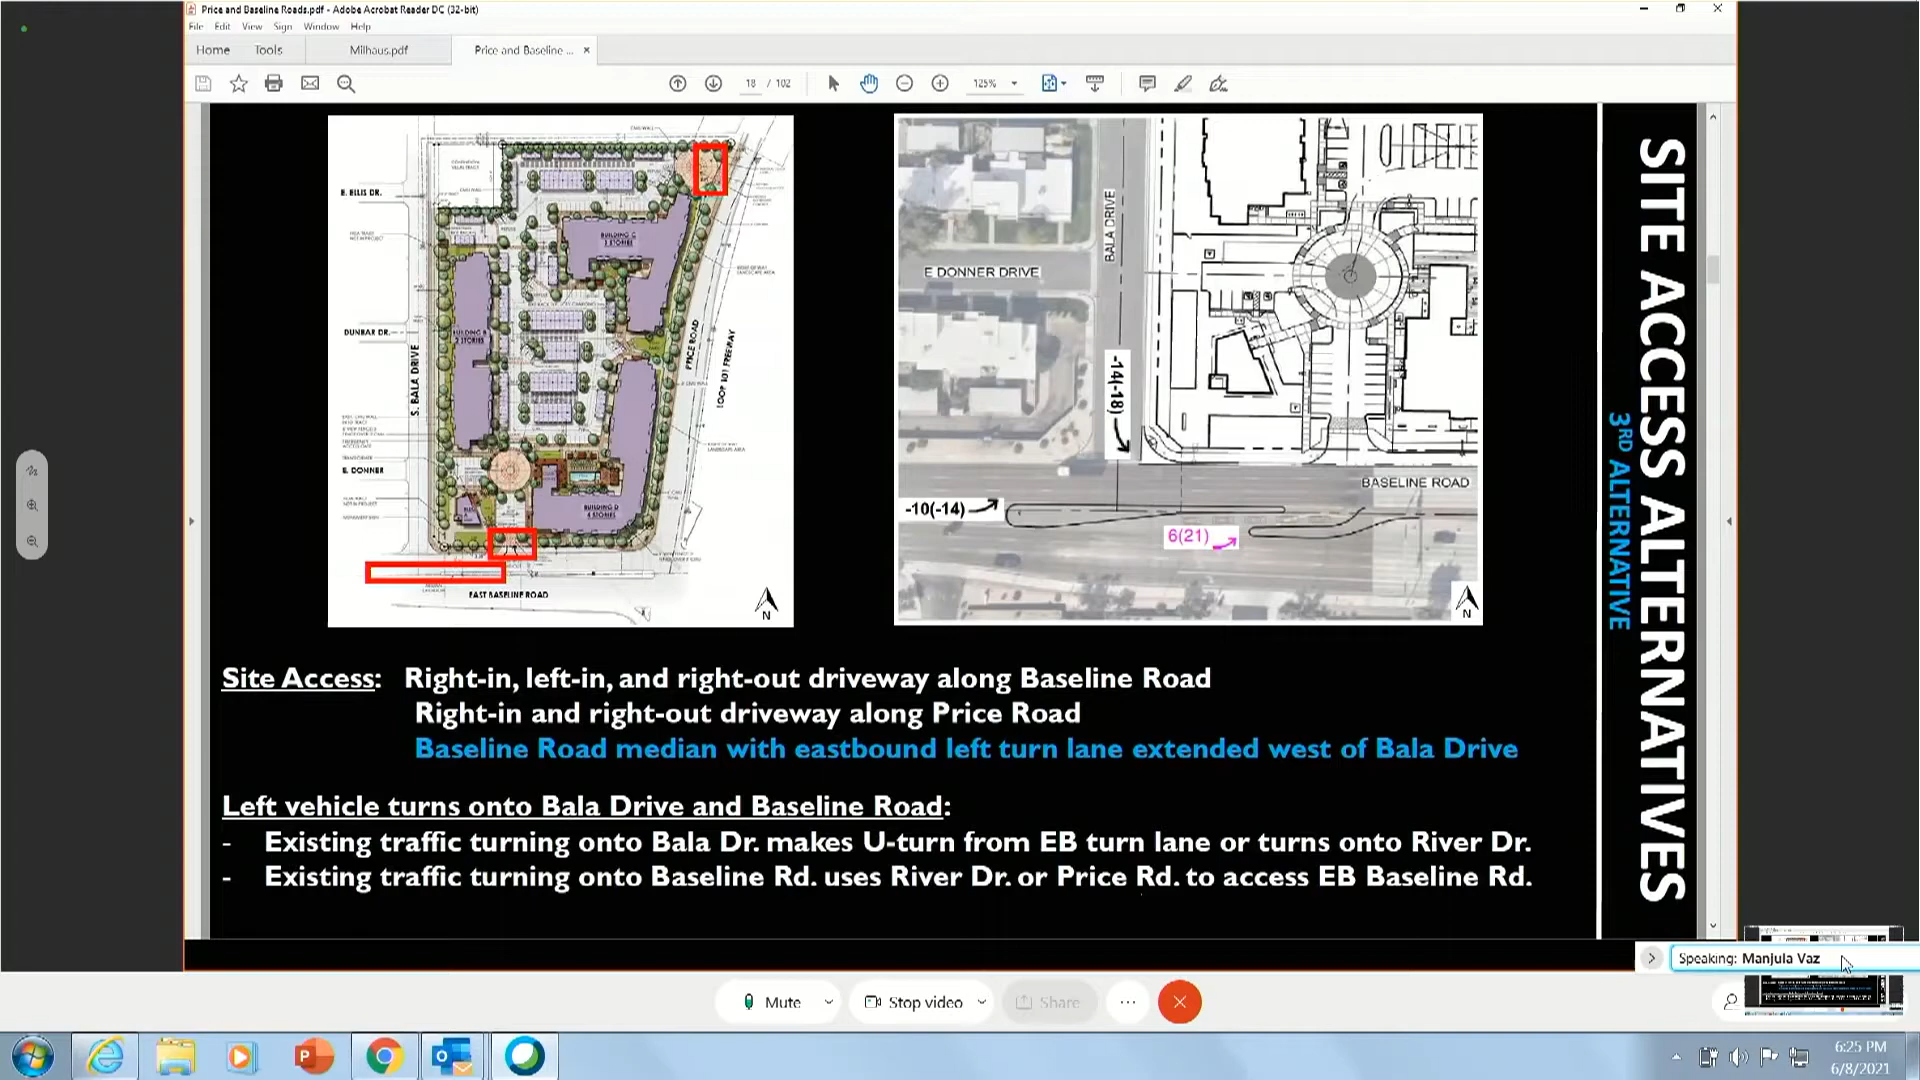 Price and Baseline Roads.pdf - Adobe Acrobat Reader DC (32-bit)
File Edit View Sign Window Help
Home Tools Milhaus.pdf Price and Baseline ... ×
18 / 102 125%
E. ELLIS DR.
BUILDING C
3 STORIES
BUILDING B
DUNBAR DR.
S. BALA DRIVE
PRICE ROAD
LOOP 101 FREEWAY
E. DONNER
BUILDING D
4 STORIES
EAST BASELINE ROAD
N
BALA DRIVE
E DONNER DRIVE
-14(-18)
BASELINE ROAD
-10(-14)
6(21)
N
SITE ACCESS ALTERNATIVES
3RD ALTERNATIVE
Site Access: Right-in, left-in, and right-out driveway along Baseline Road
Right-in and right-out driveway along Price Road
Baseline Road median with eastbound left turn lane extended west of Bala Drive
Left vehicle turns onto Bala Drive and Baseline Road:
- Existing traffic turning onto Bala Dr. makes U-turn from EB turn lane or turns onto River Dr.
- Existing traffic turning onto Baseline Rd. uses River Dr. or Price Rd. to access EB Baseline Rd.
Speaking: Manjula Vaz
Mute Stop video Share ...
6:25 PM
6/8/2021